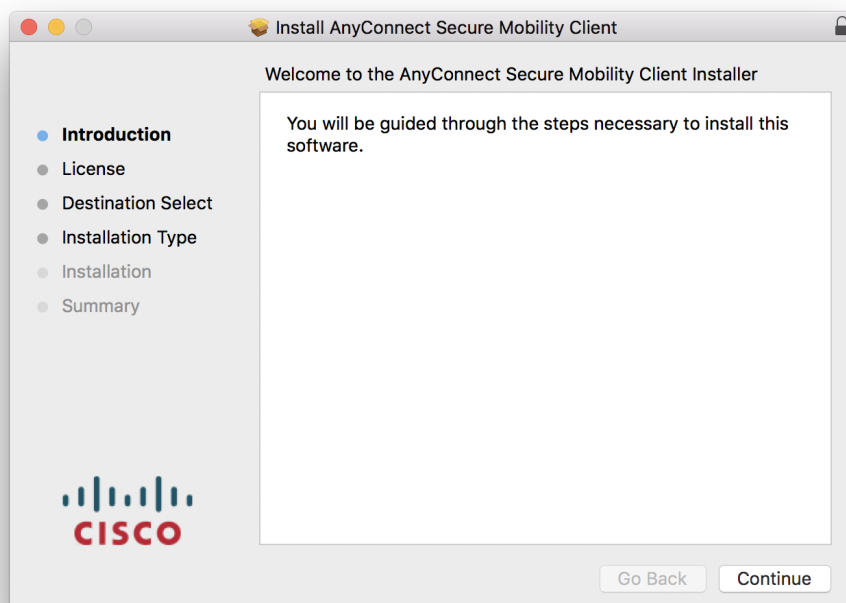 Install AnyConnect Secure Mobility Client
Welcome to the AnyConnect Secure Mobility Client Installer
Introduction
License
Destination Select
Installation Type
Installation
Summary
You will be guided through the steps necessary to install this
software.
CISCO
Go Back
Continue